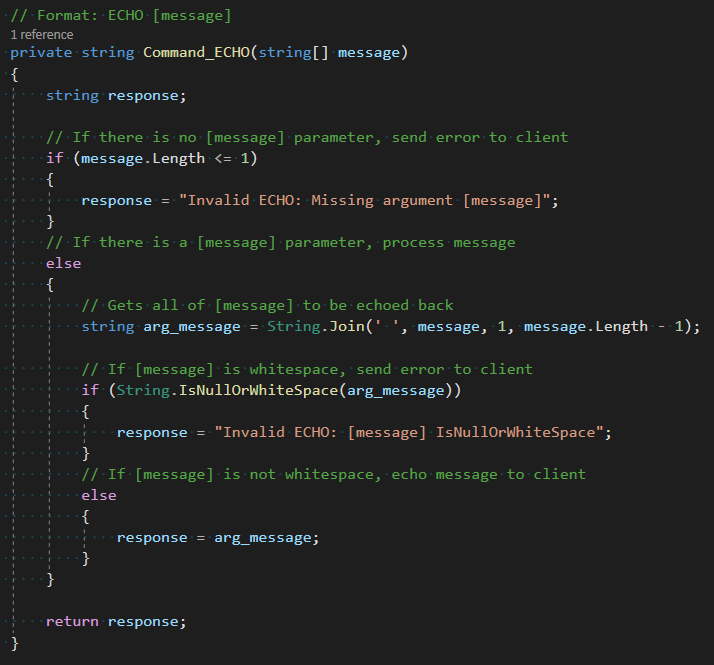 // Format: ECHO [message]
1 reference
private string Command_ECHO(string[] message)
{
string response;
// If there is no [message] parameter, send error to client
if (message.Length <= 1)
{
response = "Invalid ECHO: Missing argument [message]";
}
// If there is a [message] parameter, process message
else
{
// Gets all of [message] to be echoed back
string arg_message = String.Join(' ', message, 1, message.Length - 1);
// If [message] is whitespace, send error to client
if (String.IsNullOrWhiteSpace(arg_message))
{
response = "Invalid ECHO: [message] IsNullOrWhiteSpace";
}
// If [message] is not whitespace, echo message to client
else
{
response = arg_message;
}
}
return response;
}